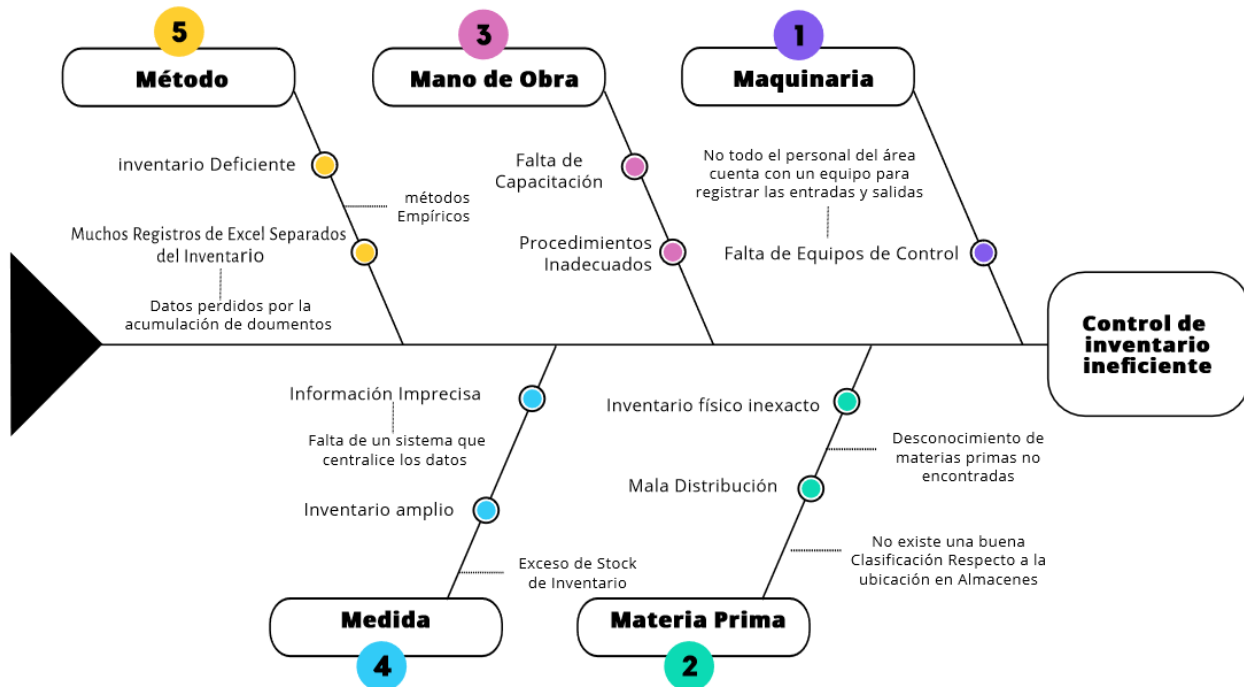 5
Método
inventario Deficiente
métodos
Empíricos
Muchos Registros de Excel Separados
del Inventario
Datos perdidos por la
acumulación de doumentos
3
Mano de Obra
Falta de
Capacitación
Procedimientos
Inadecuados
1
Maquinaria
No todo el personal del área
cuenta con un equipo para
registrar las entradas y salidas
Falta de Equipos de Control
Control de
inventario
ineficiente
Información Imprecisa
Falta de un sistema que
centralice los datos
Inventario amplio
Exceso de Stock
de Inventario
Medida
4
Inventario físico inexacto
Desconocimiento de
materias primas no
encontradas
Mala Distribución
No existe una buena
Clasificación Respecto a la
ubicación en Almacenes
Materia Prima
2